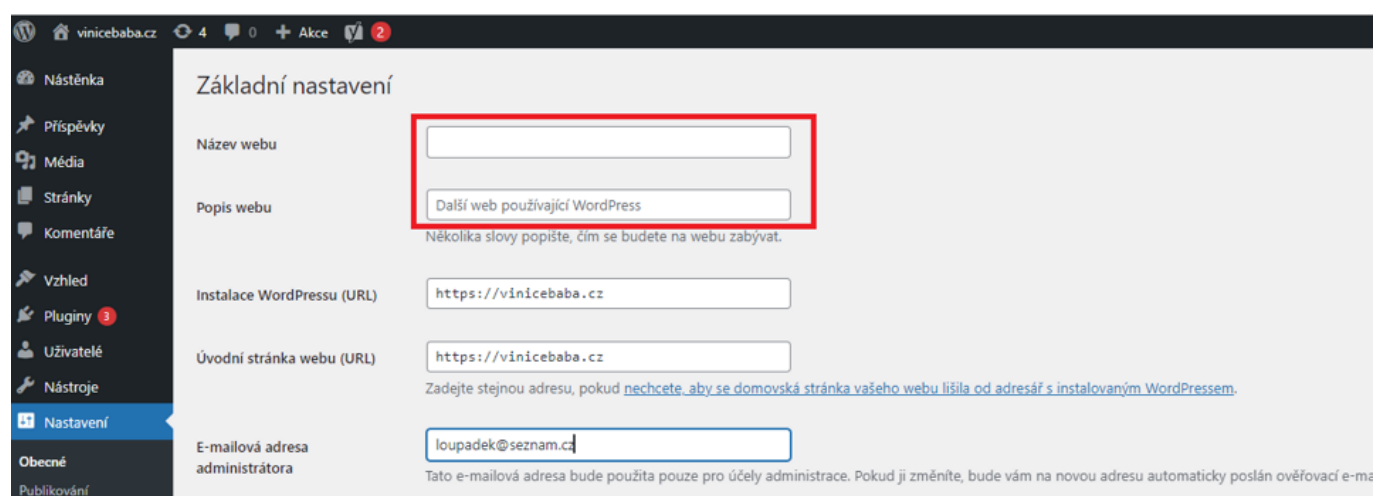 vinicebaba.cz 4 0 + Akce 2
Nástěnka
Příspěvky
Média
Stránky
Komentáře
Vzhled
Pluginy 3
Uživatelé
Nástroje
Nastavení
Obecné
Publikování
Základní nastavení
Název webu
Popis webu
Další web používající WordPress
Několika slovy popište, čím se budete na webu zabývat.
Instalace WordPressu (URL)
https://vinicebaba.cz
Úvodní stránka webu (URL)
https://vinicebaba.cz
Zadejte stejnou adresu, pokud nechcete, aby se domovská stránka vašeho webu lišila od adresář s instalovaným WordPressem.
E-mailová adresa
administrátora
loupadek@seznam.cz
Tato e-mailová adresa bude použita pouze pro účely administrace. Pokud ji změníte, bude vám na novou adresu automaticky poslán ověřovací e-ma